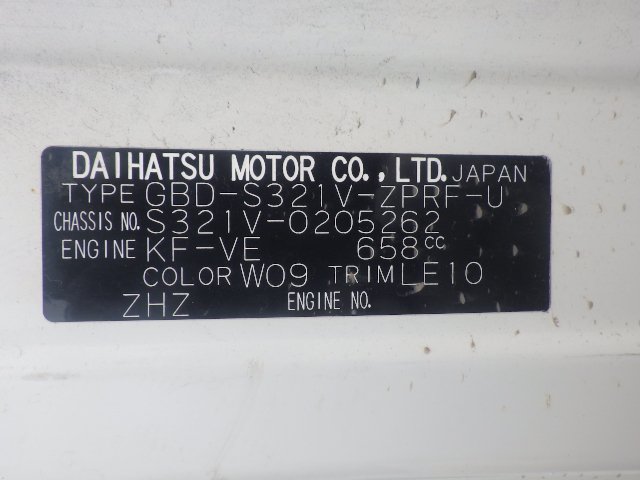 DAIHATSU MOTOR CO., LTD. JAPAN
TYPE GBD-S321V-ZPRF-U
CHASSIS NO. S321V-0205262
ENGINE KF-VE 658CC
COLOR W09 TRIM LE10
ZHZ ENGINE NO.